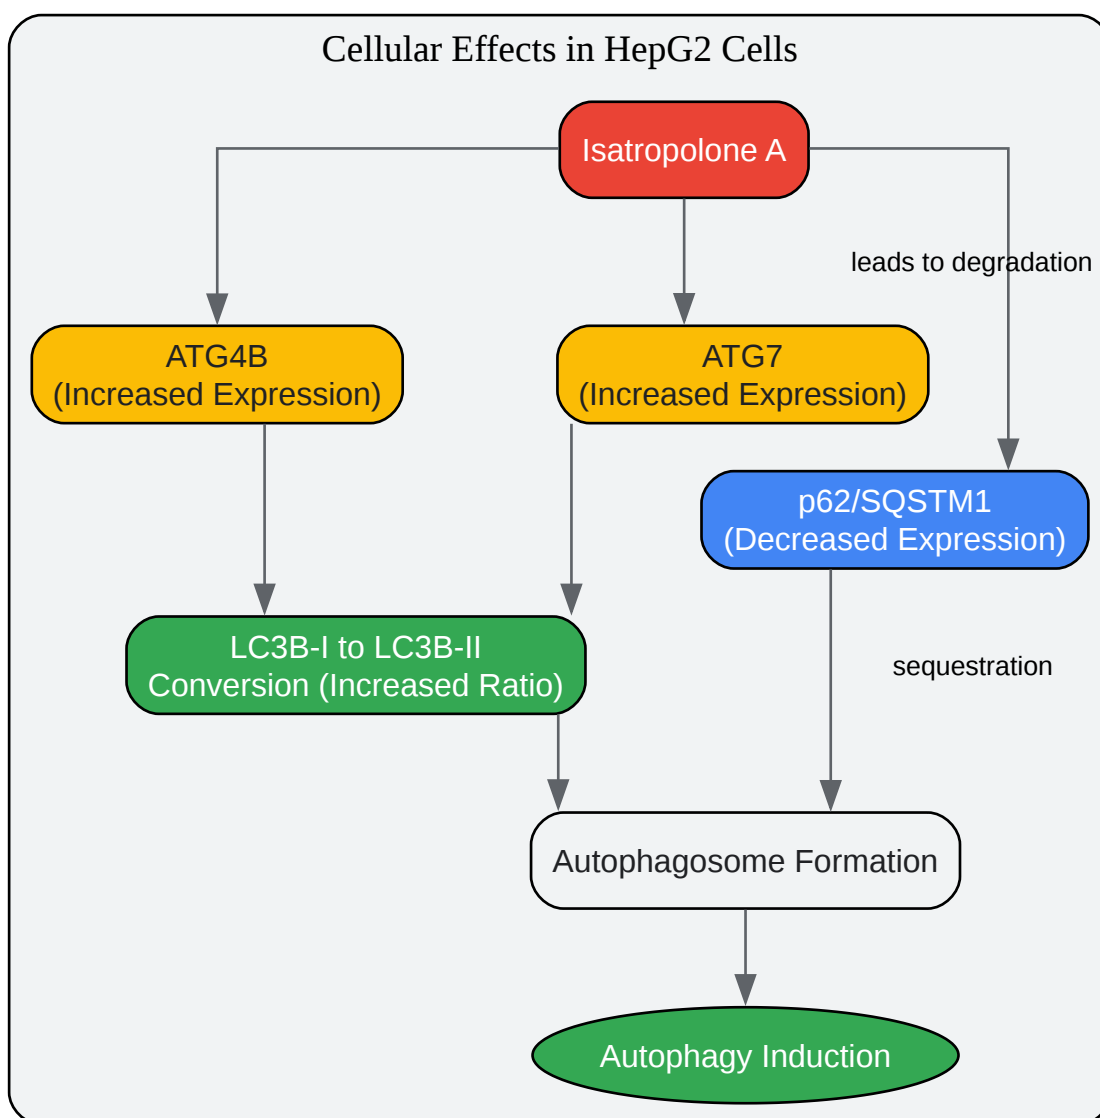 Cellular Effects in HepG2 Cells
Isatropolone A
leads to degradation
ATG4B
(Increased Expression)
ATG7
(Increased Expression)
p62/SQSTM1
(Decreased Expression)
LC3B-I to LC3B-II
Conversion (Increased Ratio)
sequestration
Autophagosome Formation
Autophagy Induction